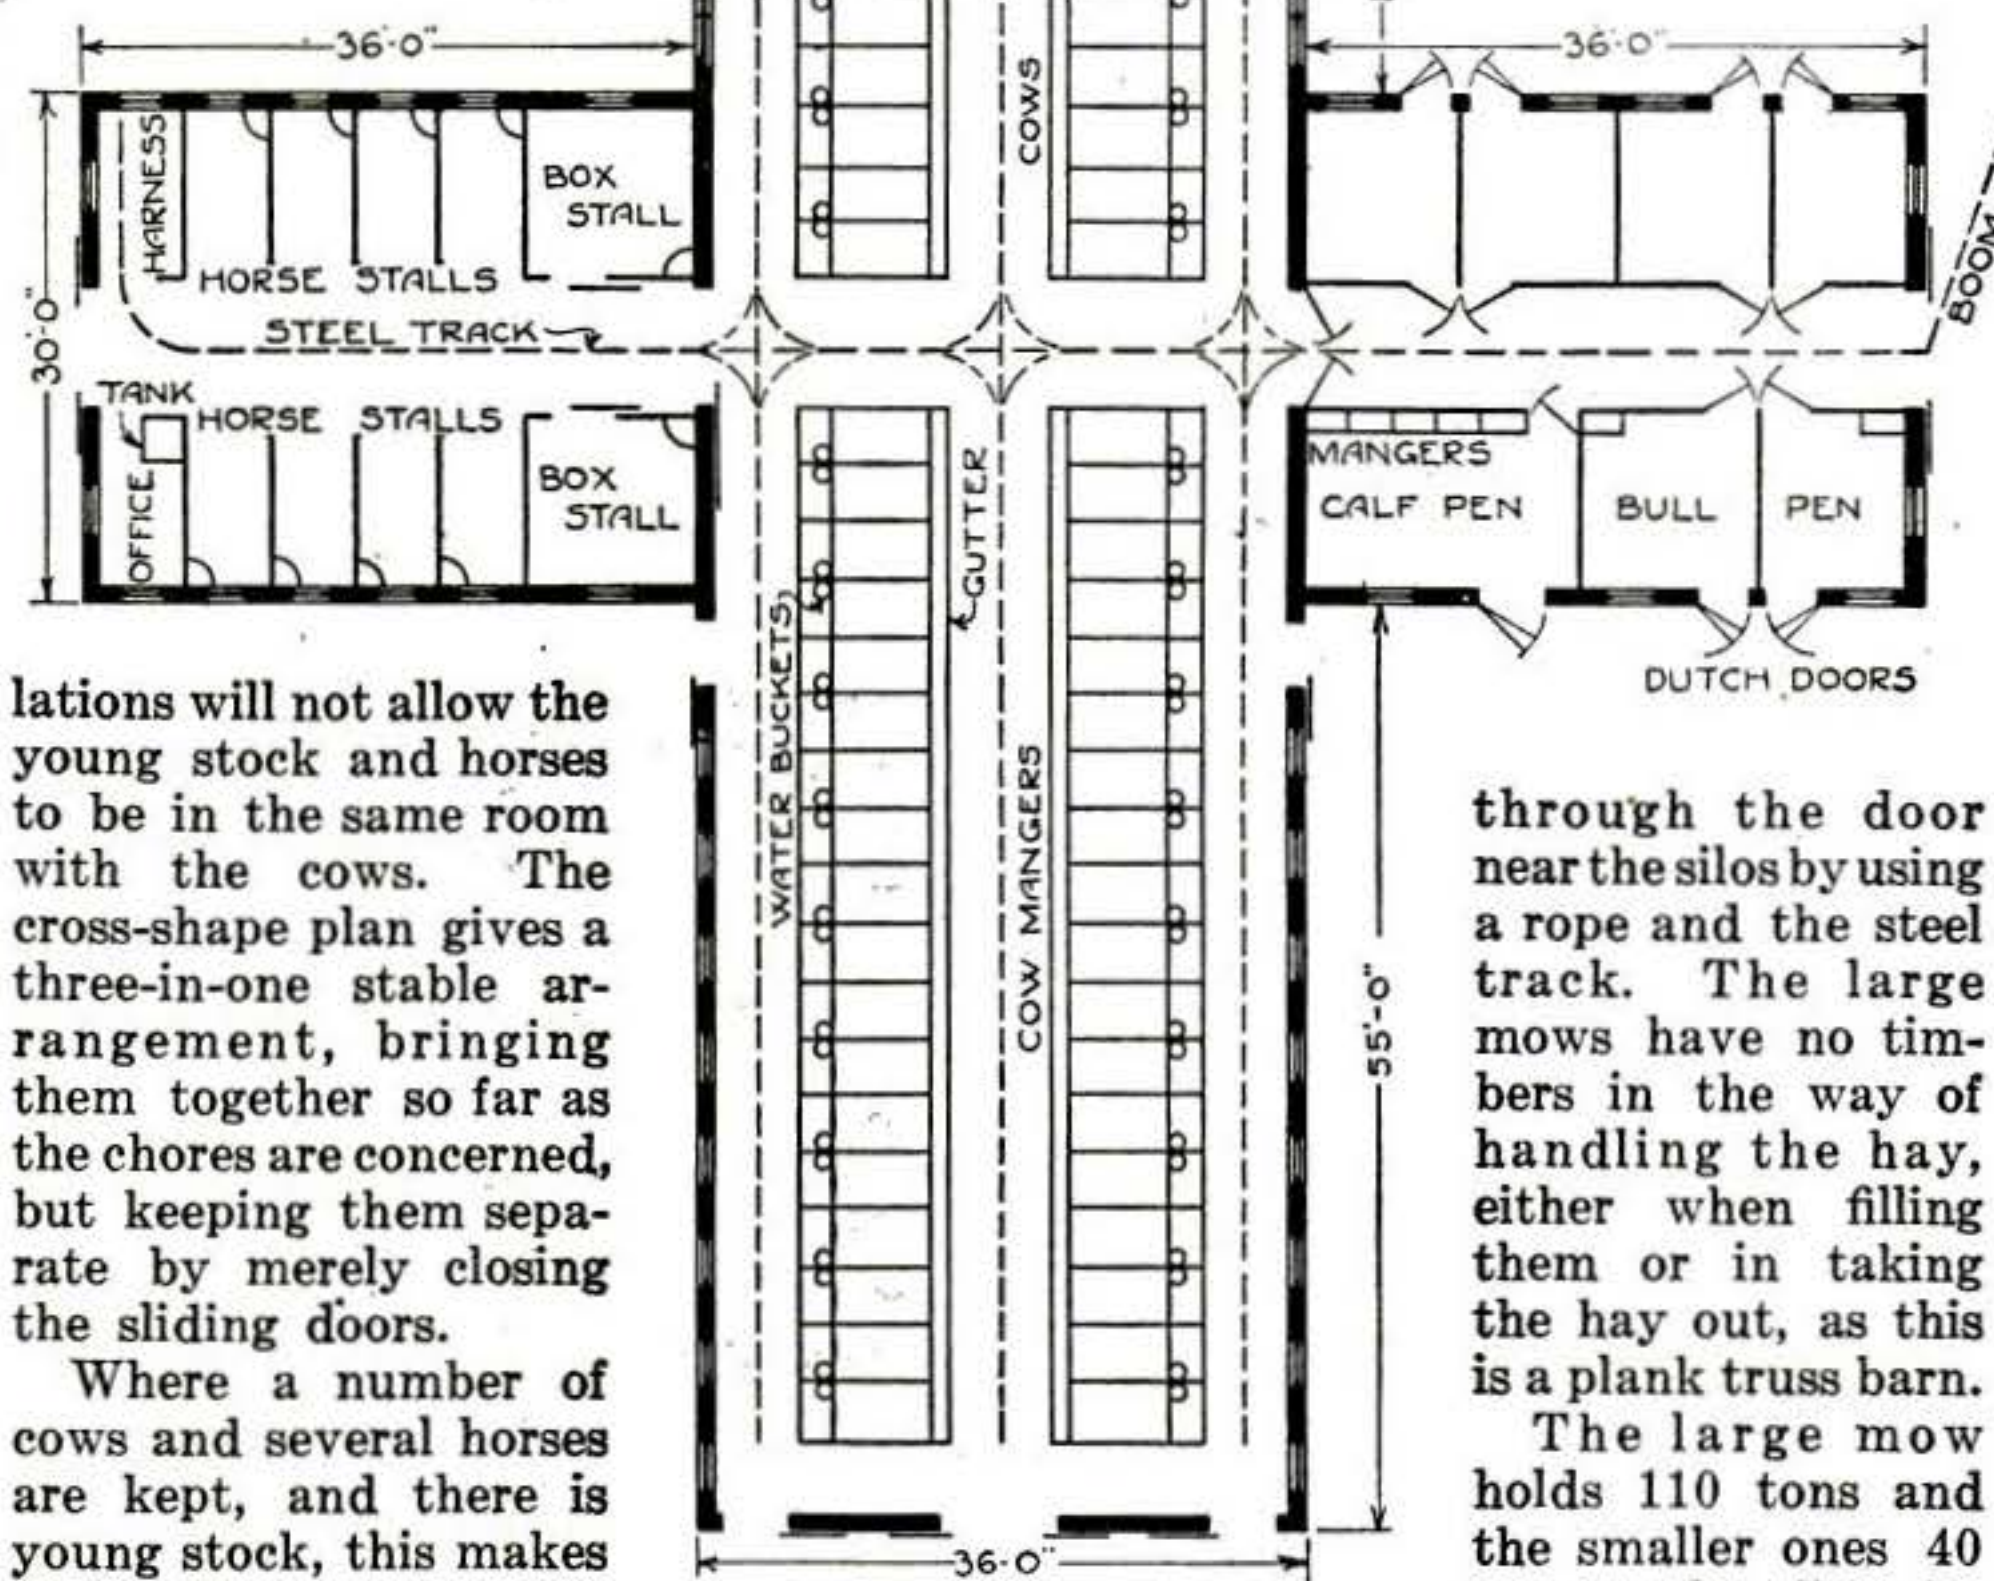 36'-0"
COWS
36'-0"
HARNESS
BOX
STALL
HORSE STALLS
STEEL TRACK
30'-0"
BOOM
TANK
HORSE STALLS
OFFICE
BOX
STALL
GUTTER
WATER BUCKETS
COW MANGERS
MANGERS
CALF PEN
BULL PEN
DUTCH DOORS
55'-0"
36'-0"
lations will not allow the
young stock and horses
to be in the same room
with the cows. The
cross-shape plan gives a
three-in-one stable ar-
rangement, bringing
them together so far as
the chores are concerned,
but keeping them sepa-
rate by merely closing
the sliding doors.
Where a number of
cows and several horses
are kept, and there is
young stock, this makes
through the door
near the silos by using
a rope and the steel
track. The large
mows have no tim-
bers in the way of
handling the hay,
either when filling
them or in taking
the hay out, as this
is a plank truss barn.
The large mow
holds 110 tons and
the smaller ones 40